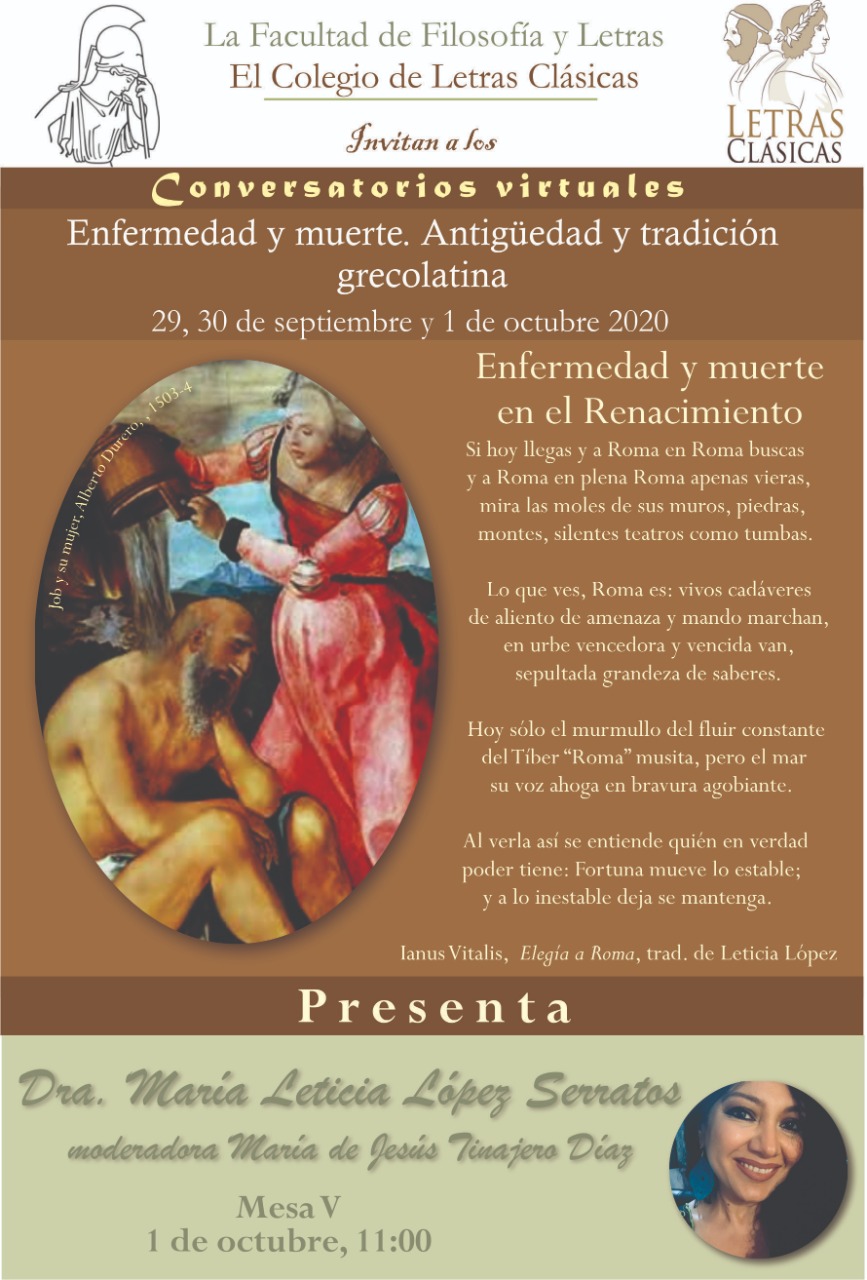 La Facultad de Filosofía y Letras
El Colegio de Letras Clásicas
Invitan a los
LETRAS
CLÁSICAS
Conversatorios virtuales
Enfermedad y muerte. Antigüedad y tradición
grecolatina
29, 30 de septiembre y 1 de octubre 2020
Job y su mujer, Alberto Durero, , 1503-4
Enfermedad y muerte
en el Renacimiento
Si hoy llegas y a Roma en Roma buscas
y a Roma en plena Roma apenas vieras,
mira las moles de sus muros, piedras,
montes, silentes teatros como tumbas.
Lo que ves, Roma es: vivos cadáveres
de aliento de amenaza y mando marchan,
en urbe vencedora y vencida van,
sepultada grandeza de saberes.
Hoy sólo el murmullo del fluir constante
del Tíber “Roma” musita, pero el mar
su voz ahoga en bravura agobiante.
Al verla así se entiende quién en verdad
poder tiene: Fortuna mueve lo estable;
y a lo inestable deja se mantenga.
Ianus Vitalis, Elegía a Roma, trad. de Leticia López
Presenta
Dra. María Leticia López Serratos
moderadora María de Jesús Tinajero Díaz
Mesa V
1 de octubre, 11:00